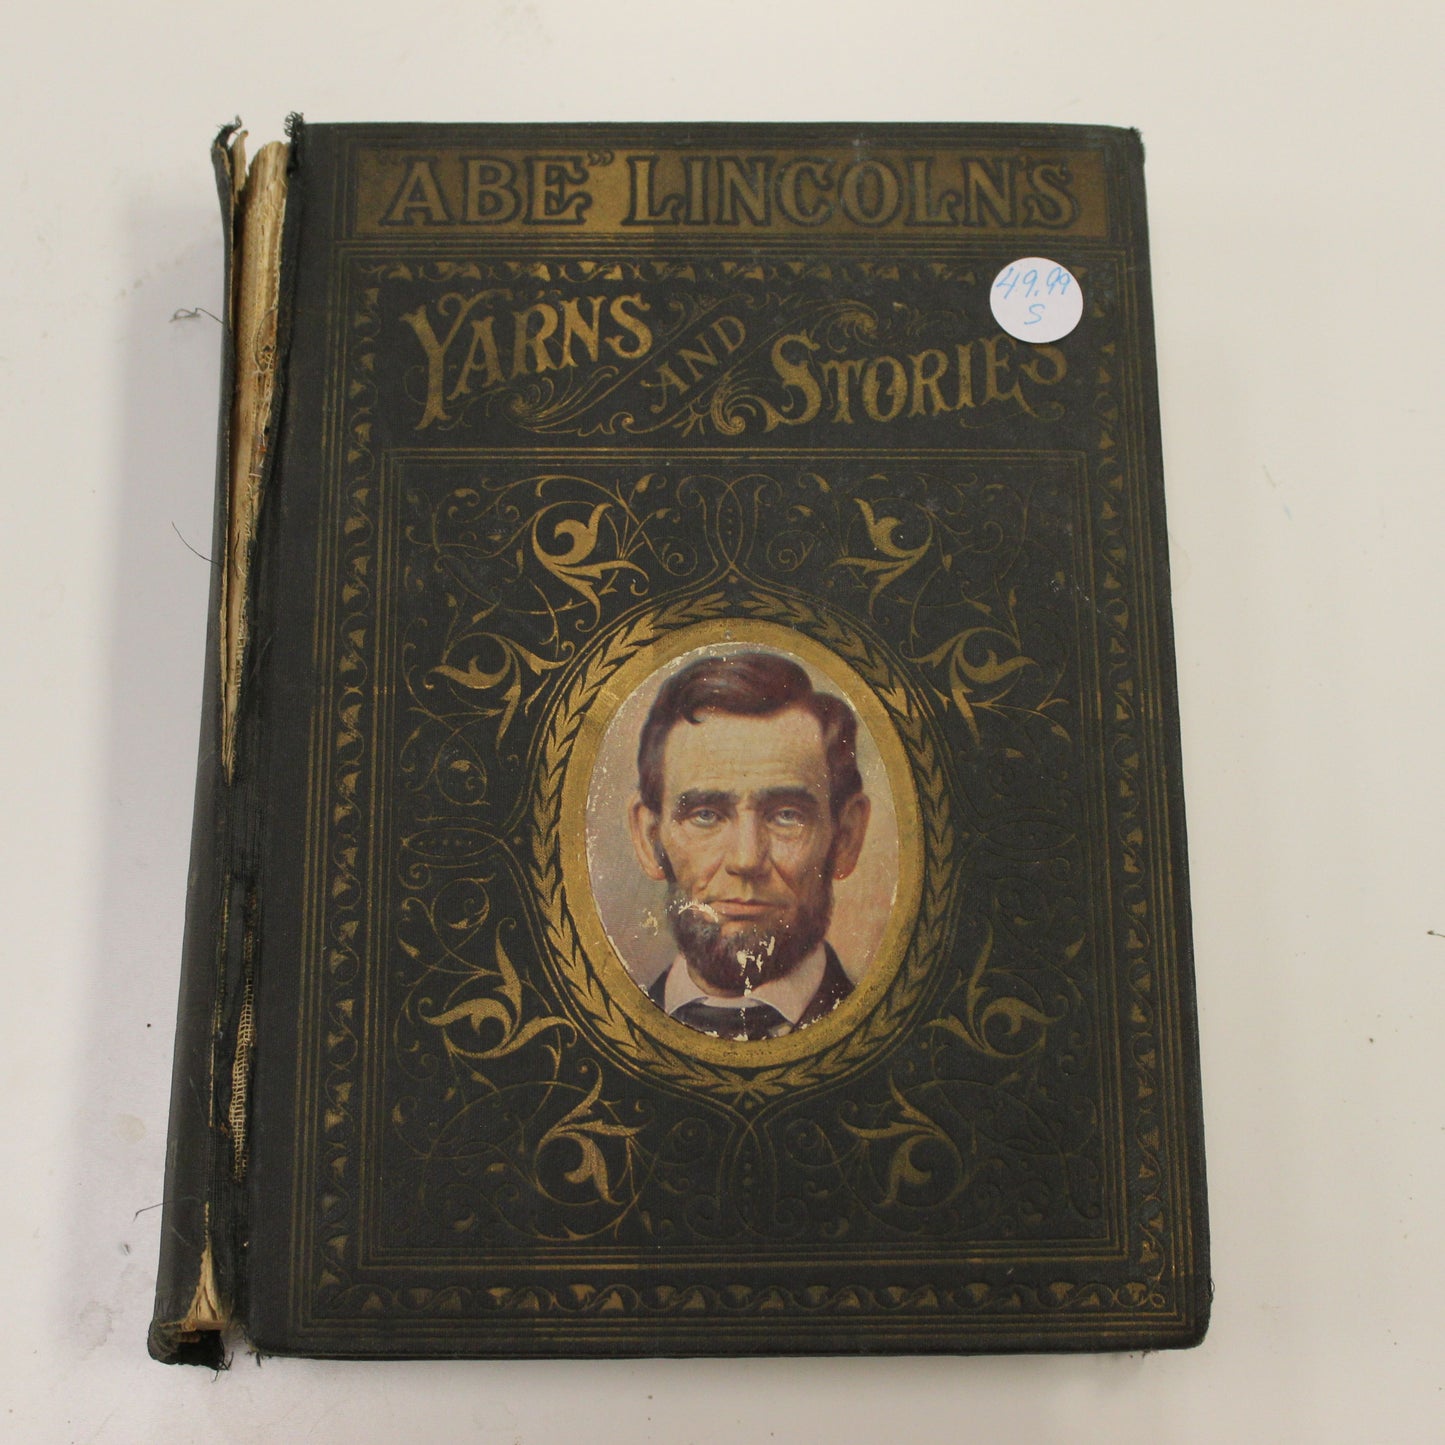 "ABE" LINCOLN'S
YARNS AND STORIES
49.99
S